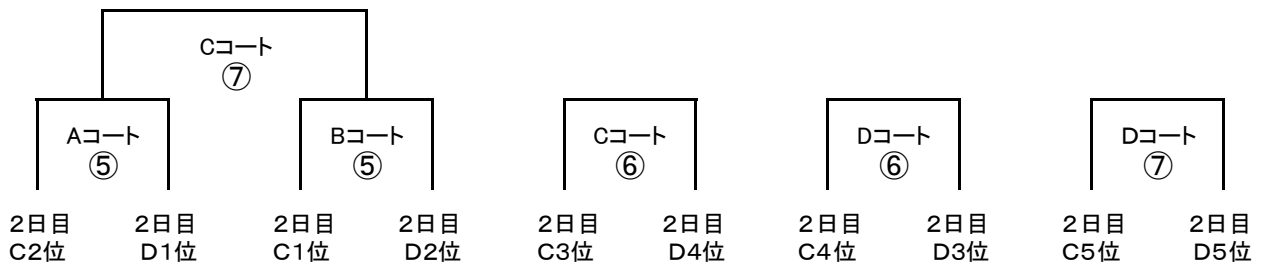 Cコート
⑦
Aコート
⑤
Bコート
⑤
Cコート
⑥
Dコート
⑥
Dコート
⑦
2日目 2日目 2日目 2日目 2日目 2日目 2日目 2日目 2日目 2日目
C2位 D1位 C1位 D2位 C3位 D4位 C4位 D3位 C5位 D5位